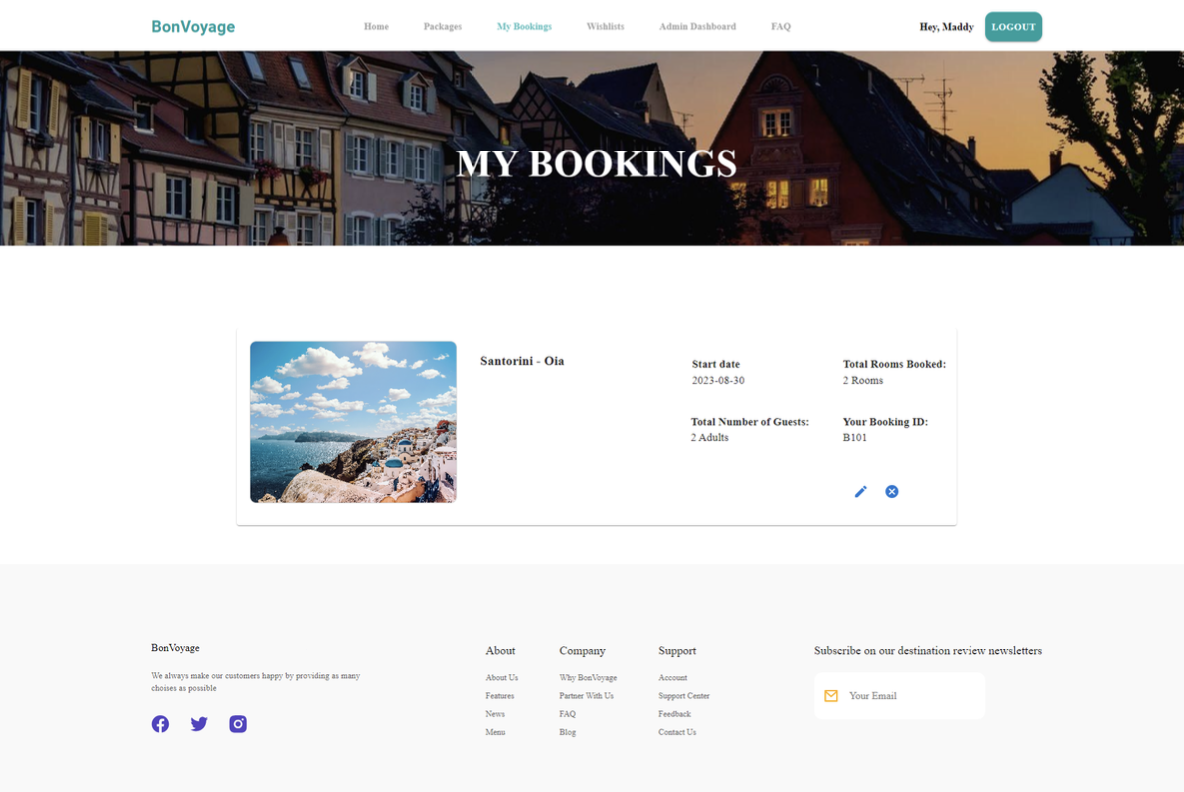 BonVoyage
Home Packages My Bookings Wishlists Admin Dashboard FAQ
Hey, Maddy LOGOUT
MY BOOKINGS
Santorini - Oia
Start date
2023-08-30
Total Rooms Booked:
2 Rooms
Total Number of Guests:
2 Adults
Your Booking ID:
B101
BonVoyage
We always make our customers happy by providing as many
choises as possible
About
About Us
Features
News
Menu
Company
Why BonVoyage
Partner With Us
FAQ
Blog
Support
Account
Support Center
Feedback
Contact Us
Subscribe on our destination review newsletters
Your Email